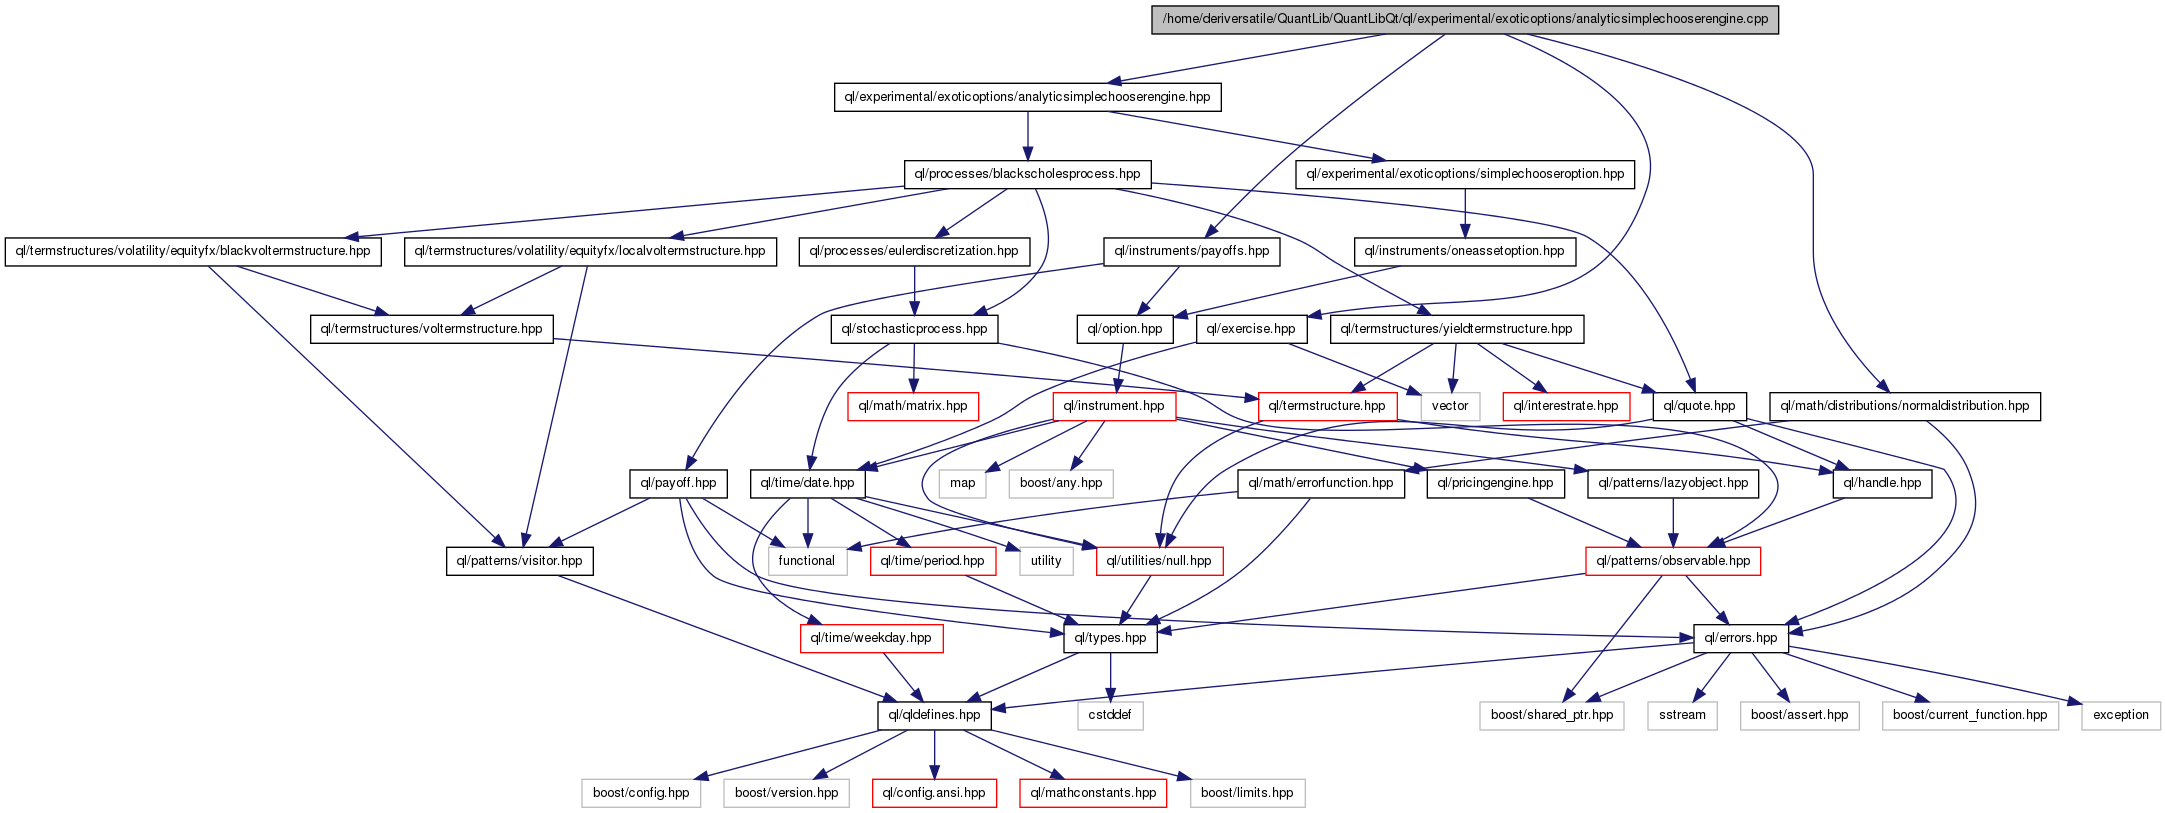 /home/deriversatile/QuantLib/QuantLibQt/ql/experimental/exoticoptions/analyticsimplechooserengine.cpp
ql/experimental/exoticoptions/analyticsimplechooserengine.hpp
ql/processes/blackscholesprocess.hpp
ql/experimental/exoticoptions/simplechooseroption.hpp
ql/termstructures/volatility/equityfx/blackvoltermstructure.hpp
ql/termstructures/volatility/equityfx/localvoltermstructure.hpp
ql/processes/eulerdiscretization.hpp
ql/instruments/payoffs.hpp
ql/instruments/oneassetoption.hpp
ql/termstructures/voltermstructure.hpp
ql/stochasticprocess.hpp
ql/option.hpp
ql/exercise.hpp
ql/termstructures/yieldtermstructure.hpp
ql/math/matrix.hpp
ql/instrument.hpp
ql/termstructure.hpp
vector
ql/interestrate.hpp
ql/quote.hpp
ql/math/distributions/normaldistribution.hpp
ql/payoff.hpp
ql/time/date.hpp
map
boost/any.hpp
ql/math/errorfunction.hpp
ql/pricingengine.hpp
ql/patterns/lazyobject.hpp
ql/handle.hpp
ql/patterns/visitor.hpp
functional
ql/time/period.hpp
utility
ql/utilities/null.hpp
ql/patterns/observable.hpp
ql/time/weekday.hpp
ql/types.hpp
ql/errors.hpp
ql/qldefines.hpp
cstddef
boost/shared_ptr.hpp
sstream
boost/assert.hpp
boost/current_function.hpp
exception
boost/config.hpp
boost/version.hpp
ql/config.ansi.hpp
ql/mathconstants.hpp
boost/limits.hpp